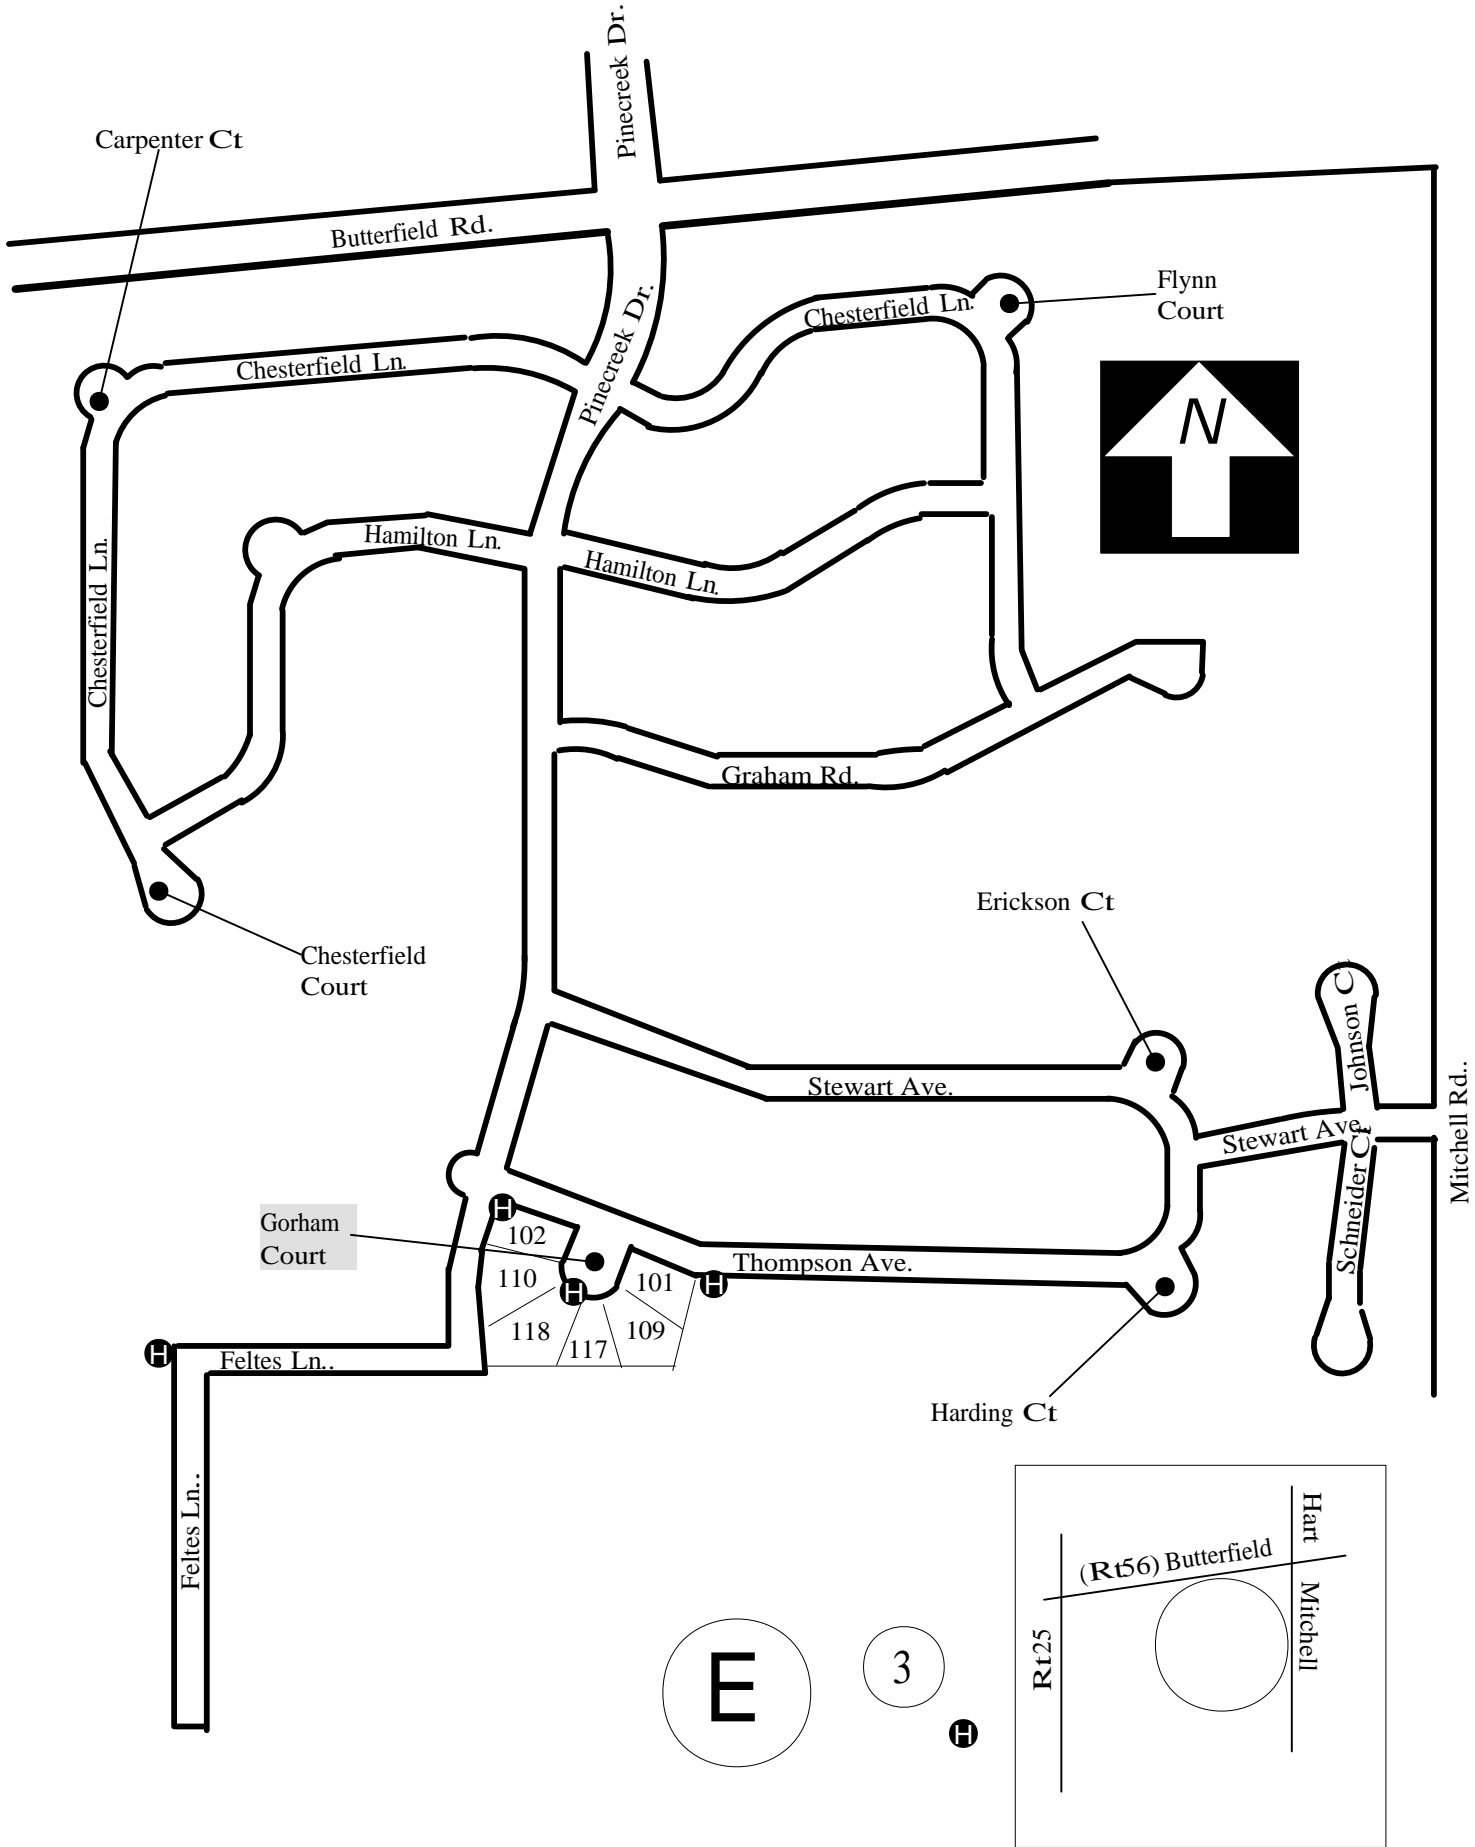 Pinecreek Dr.
Carpenter Ct
Butterfield Rd.
Flynn
Court
Chesterfield Ln.
Pinecreek Dr.
Chesterfield Ln.
N
Hamilton Ln.
Hamilton Ln.
Chesterfield Ln.
Graham Rd.
Erickson Ct
Chesterfield
Court
Johnson Ct
Stewart Ave.
Mitchell Rd..
Stewart Ave
Schneider Ct
H
Gorham
Court
102
Thompson Ave.
110
H
101
H
118
117
109
H
Feltes Ln..
Harding Ct
Feltes Ln..
Hart
(Rt56) Butterfield
Mitchell
Rt25
E
3
H